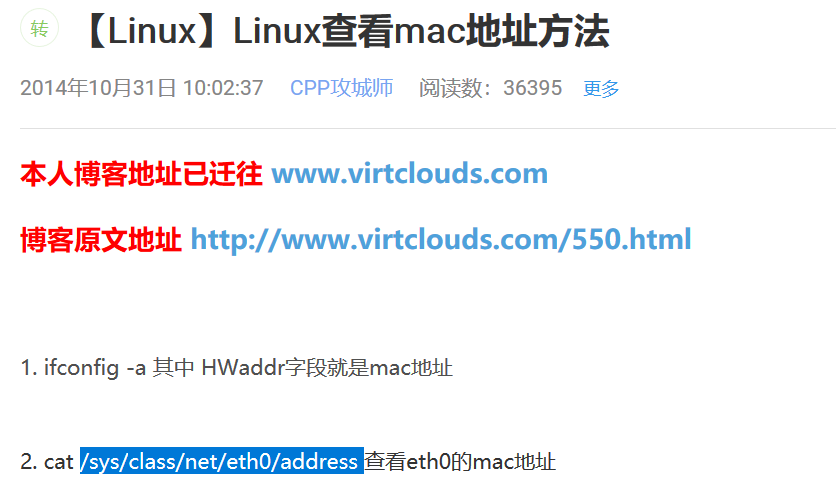 转 【Linux】Linux查看mac地址方法
2014年10月31日 10:02:37 CPP攻城师 阅读数：36395 更多
本人博客地址已迁往 www.virtclouds.com
博客原文地址 http://www.virtclouds.com/550.html
1. ifconfig -a 其中 HWaddr字段就是mac地址
2. cat /sys/class/net/eth0/address 查看eth0的mac地址